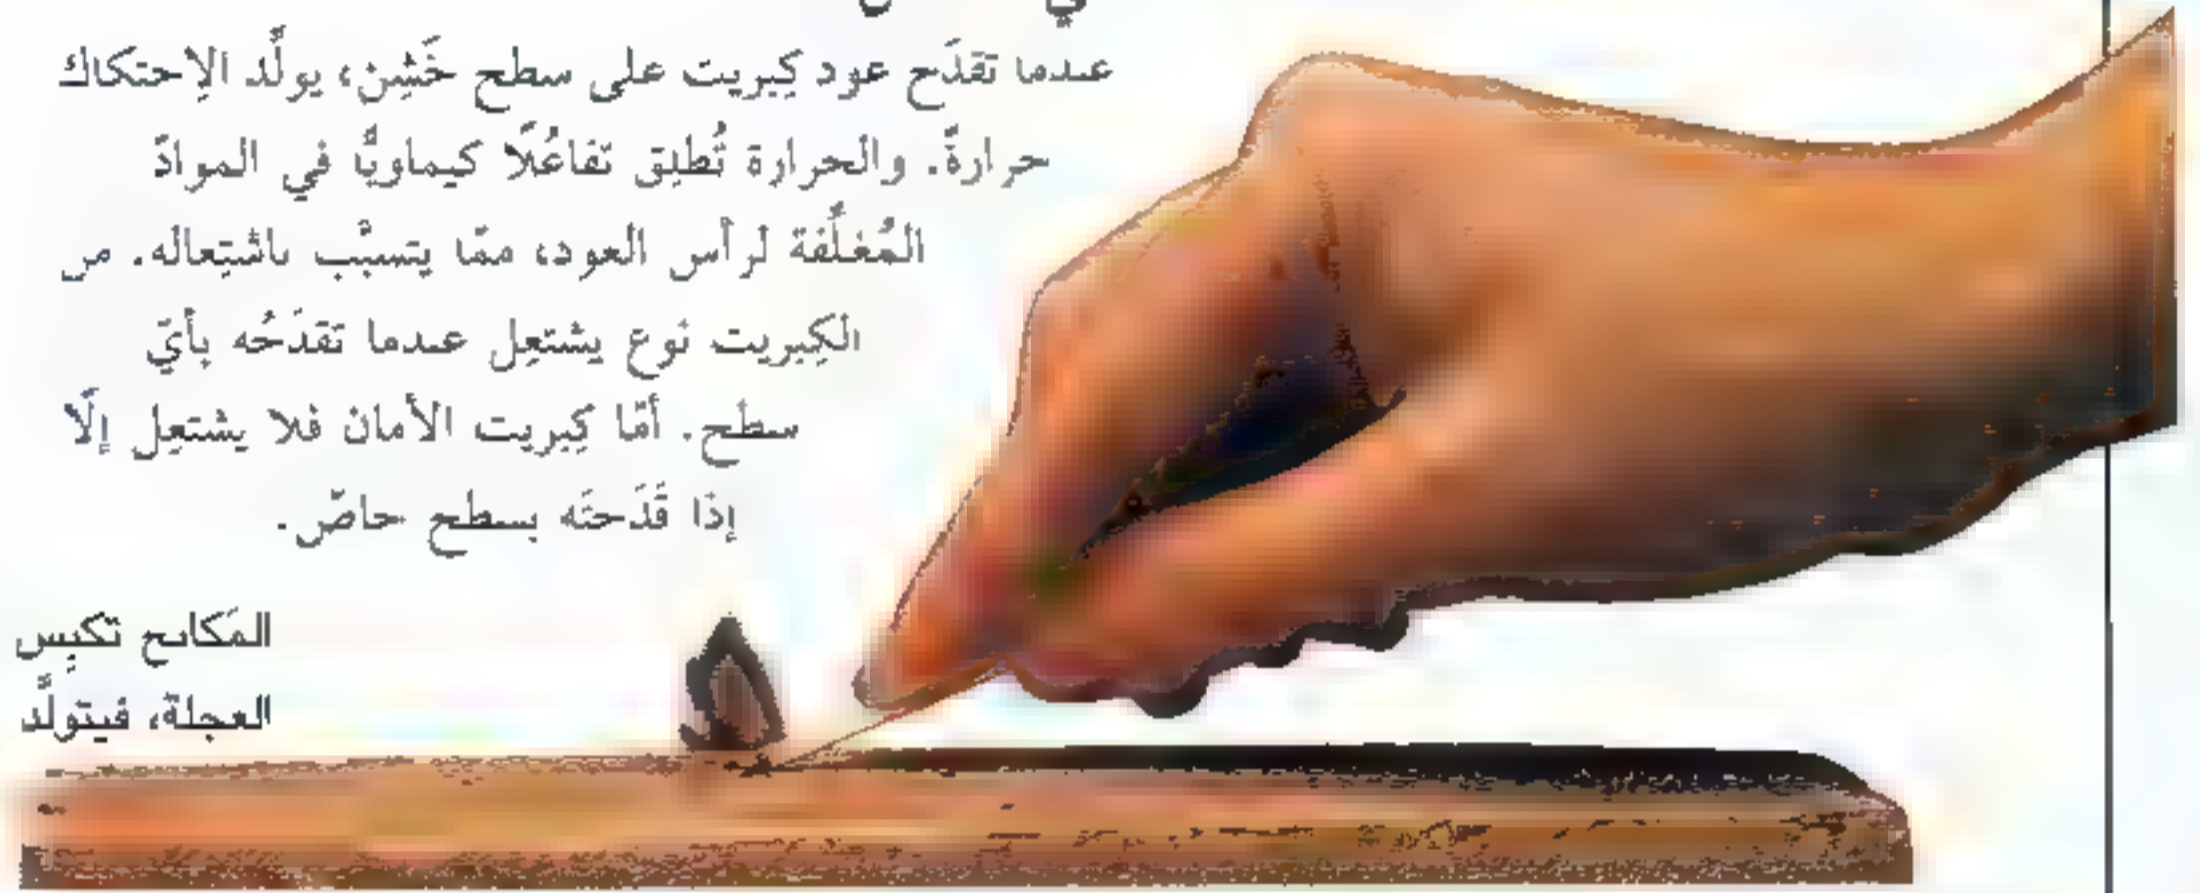 عندما تقدَح عود كِبريت على سطح خَشِن، يولِّد الإحتكاك
حرارةً. والحرارة تُطلِق تفاعُلًا كيماويًّا في الموادّ
المُغلِّفة لرأس العود، ممّا يتسبَّب باشتِعاله. من
الكِبريت نوع يشتعِل عندما تقدَحُه بأيّ
سطح. أمّا كِبريت الأمان فلا يشتعِل إلَّا
إذا قَدَحتَه بسطح خاصّ.
المَكابح تكبِس
العجلة، فيتولَّد